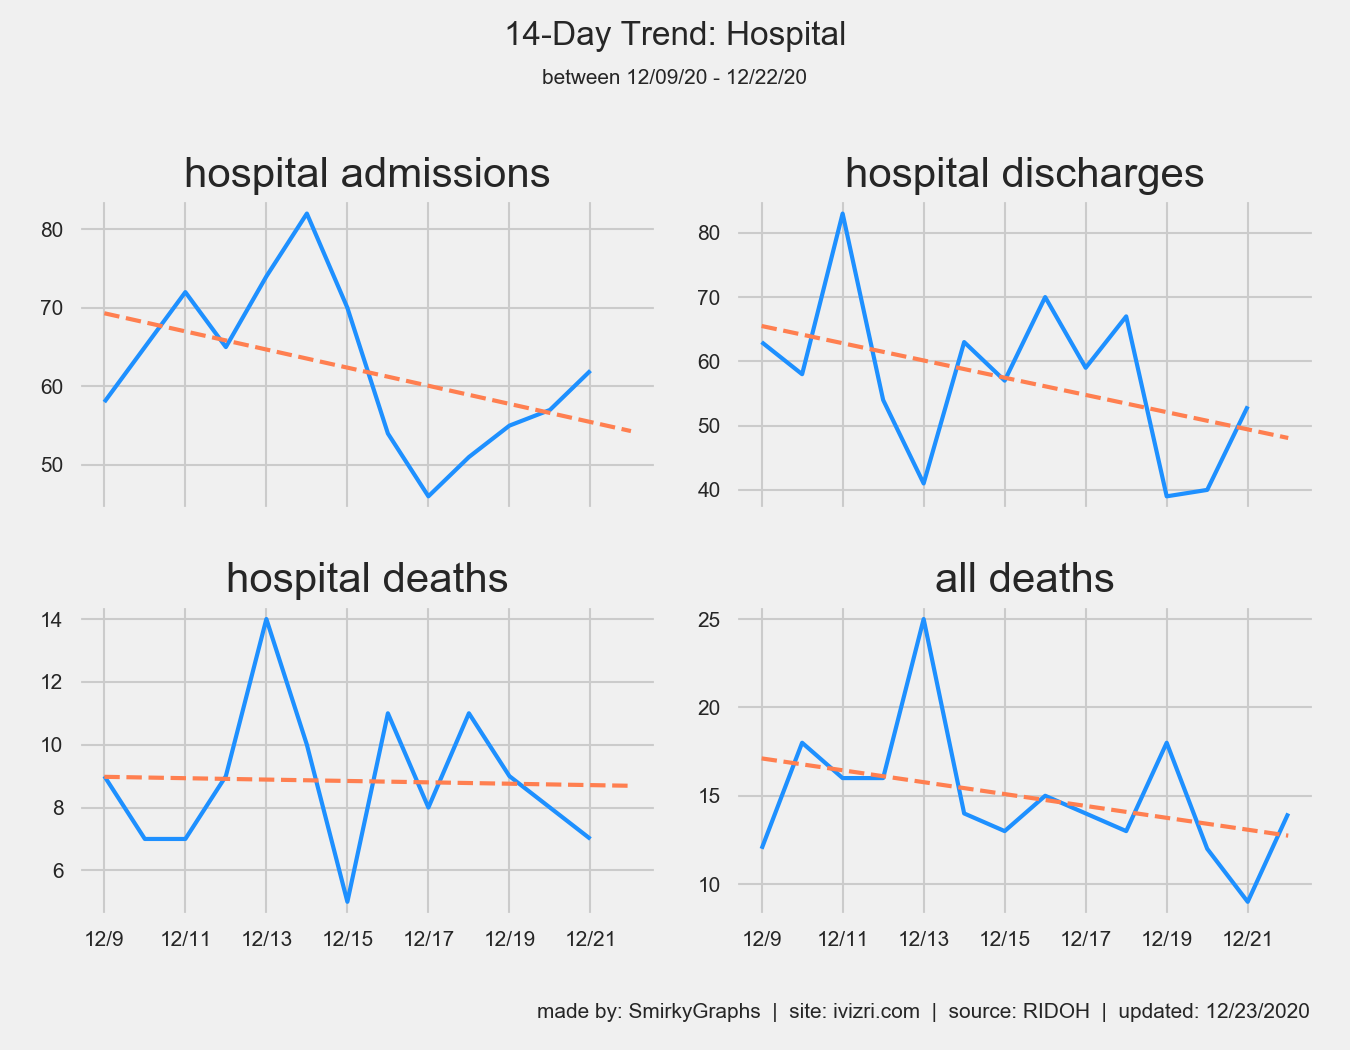 14-Day Trend: Hospital
between 12/09/20 - 12/22/20
hospital admissions
80
70
60
50
hospital discharges
80
70
60
50
40
hospital deaths
14
12
10
8
6
12/9 12/11 12/13 12/15 12/17 12/19 12/21
all deaths
25
20
15
10
12/9 12/11 12/13 12/15 12/17 12/19 12/21
made by: SmirkyGraphs | site: ivizri.com | source: RIDOH | updated: 12/23/2020